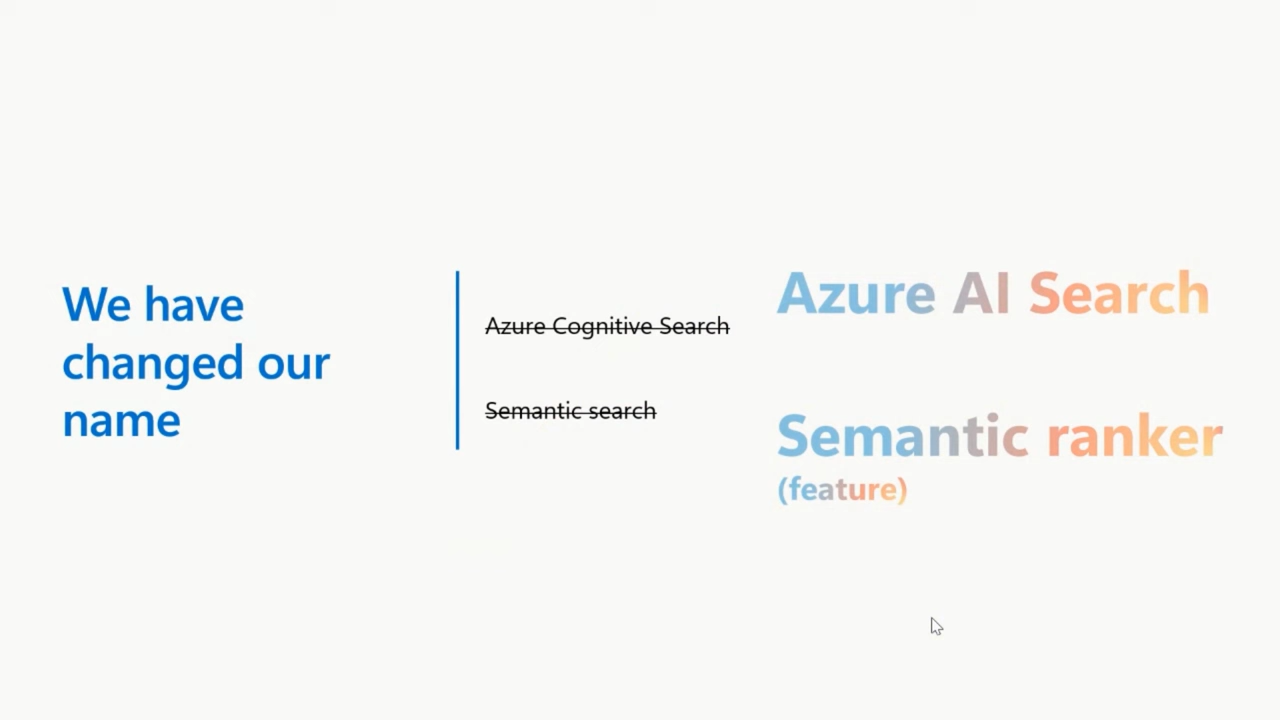 We have
changed our
name
Azure Cognitive Search
Semantic search
Azure AI Search
Semantic ranker
(feature)